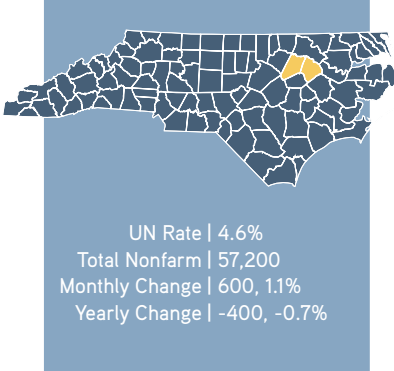 UN Rate | 4.6%
Total Nonfarm | 57,200
Monthly Change | 600, 1.1%
Yearly Change | -400, -0.7%